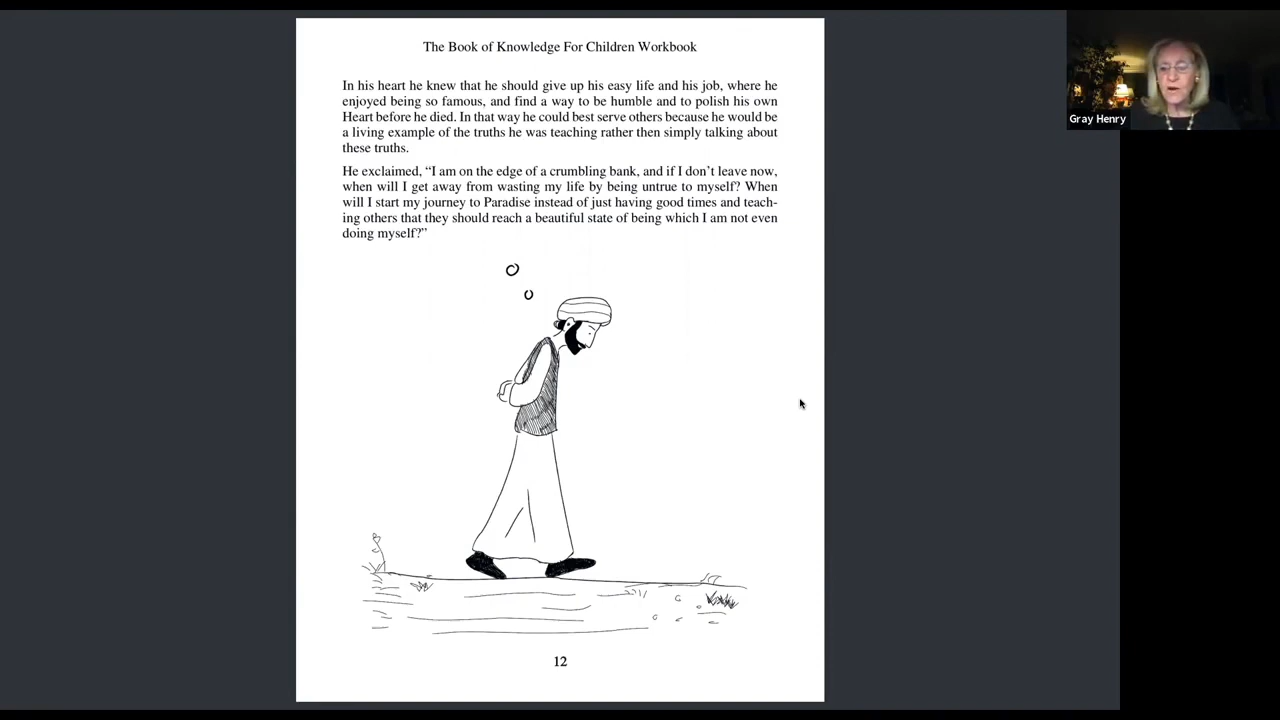 The Book of Knowledge For Children Workbook
In his heart he knew that he should give up his easy life and his job, where he
enjoyed being so famous, and find a way to be humble and to polish his own
Heart before he died. In that way he could best serve others because he would be
a living example of the truths he was teaching rather then simply talking about
these truths.
He exclaimed, “I am on the edge of a crumbling bank, and if I don’t leave now,
when will I get away from wasting my life by being untrue to myself? When
will I start my journey to Paradise instead of just having good times and teach-
ing others that they should reach a beautiful state of being which I am not even
doing myself?”
12
Gray Henry